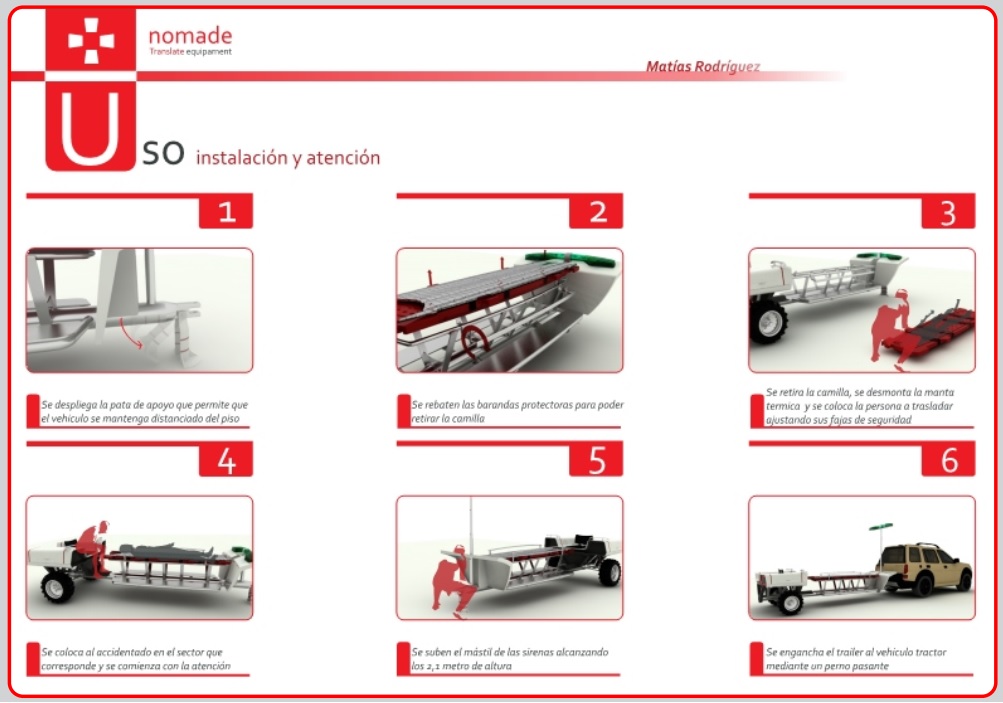 nomade
Translate equipament
Matías Rodríguez
Uso instalación y atención
1
Se despliega la pata de apoyo que permite que
el vehiculo se mantenga distanciado del piso
2
Se rebaten las barandas protectoras para poder
retirar la camilla
3
Se retira la camilla, se desmonta la manta
termica y se coloca la persona a trasladar
ajustando sus fajas de seguridad
4
Se coloca al accidentado en el sector que
corresponde y se comienza con la atención
5
Se suben el mástil de las sirenas alcanzando
los 2,1 metro de altura
6
Se engancha el trailer al vehículo tractor
mediante un perno pasante